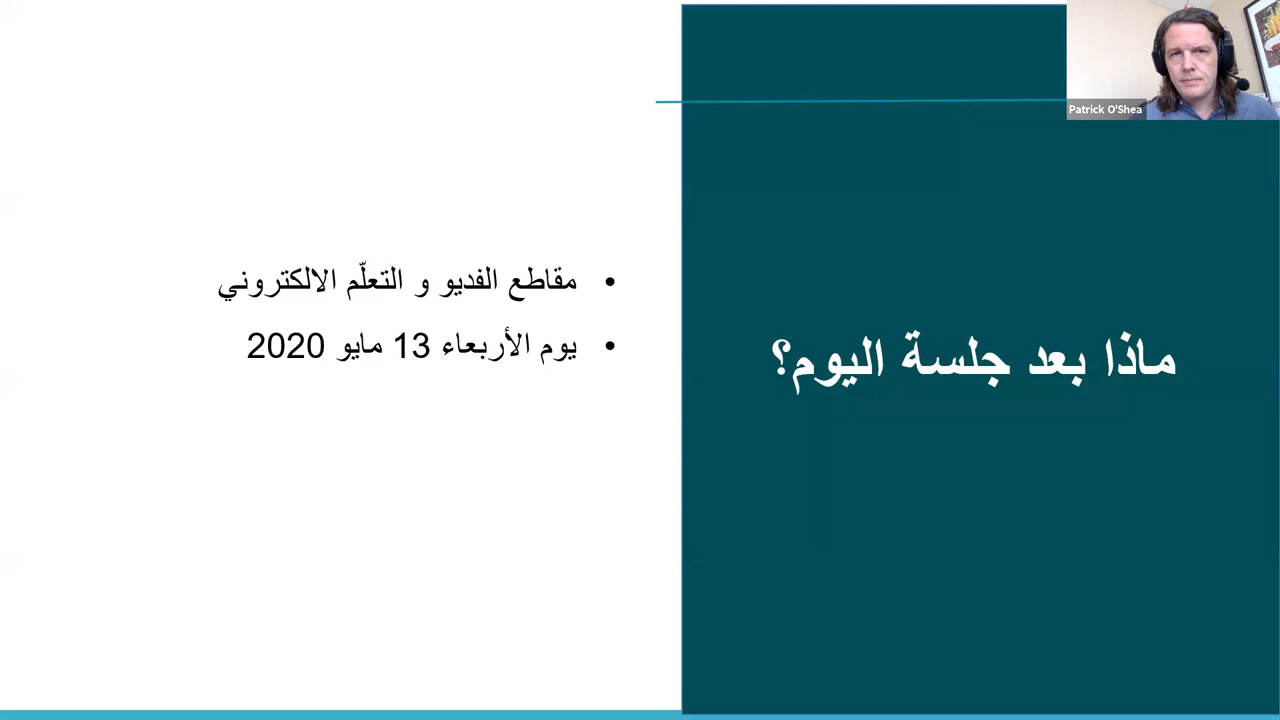 Patrick O'Shea
ماذا بعد جلسة اليوم؟
• مقاطع الفديو و التعلّم الالكتروني
• يوم الأربعاء 13 مايو 2020